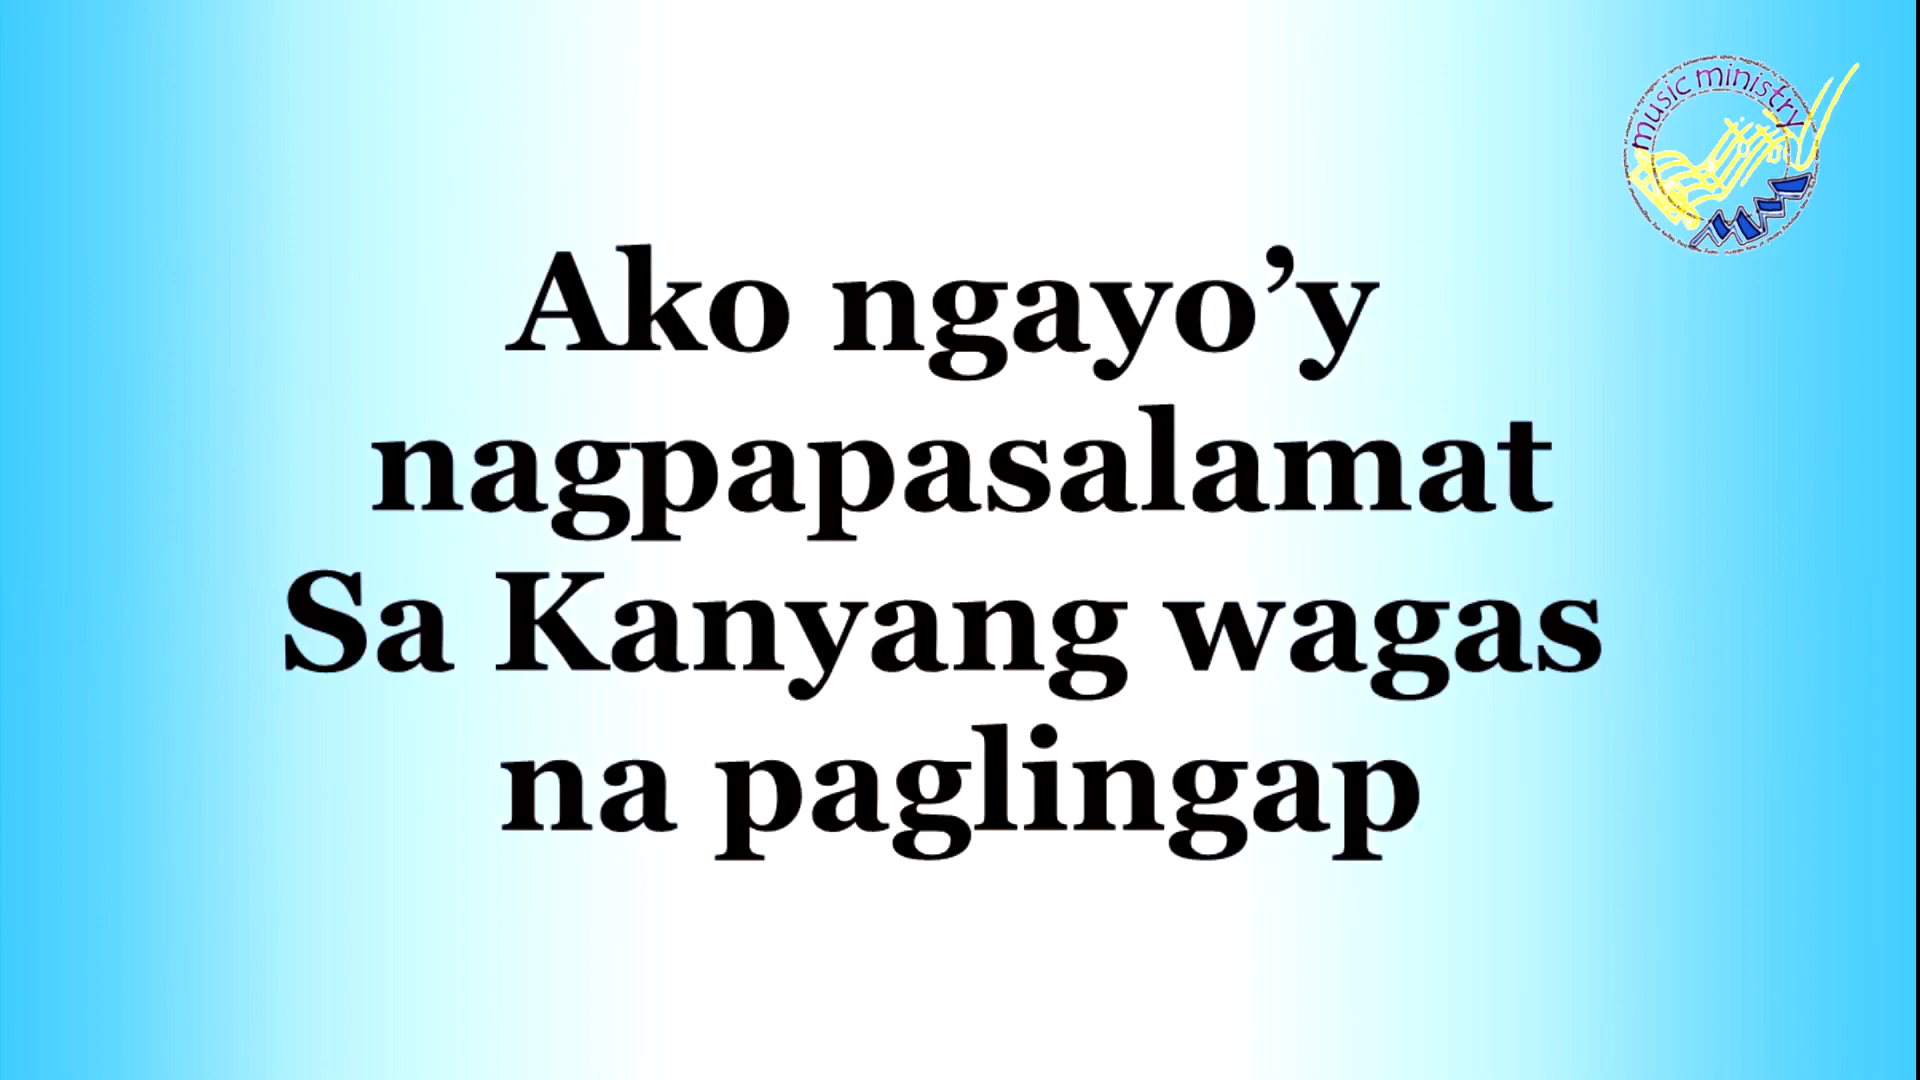 music ministry
Ako ngayo’y
nagpapasalamat
Sa Kanyang wagas
na paglingap